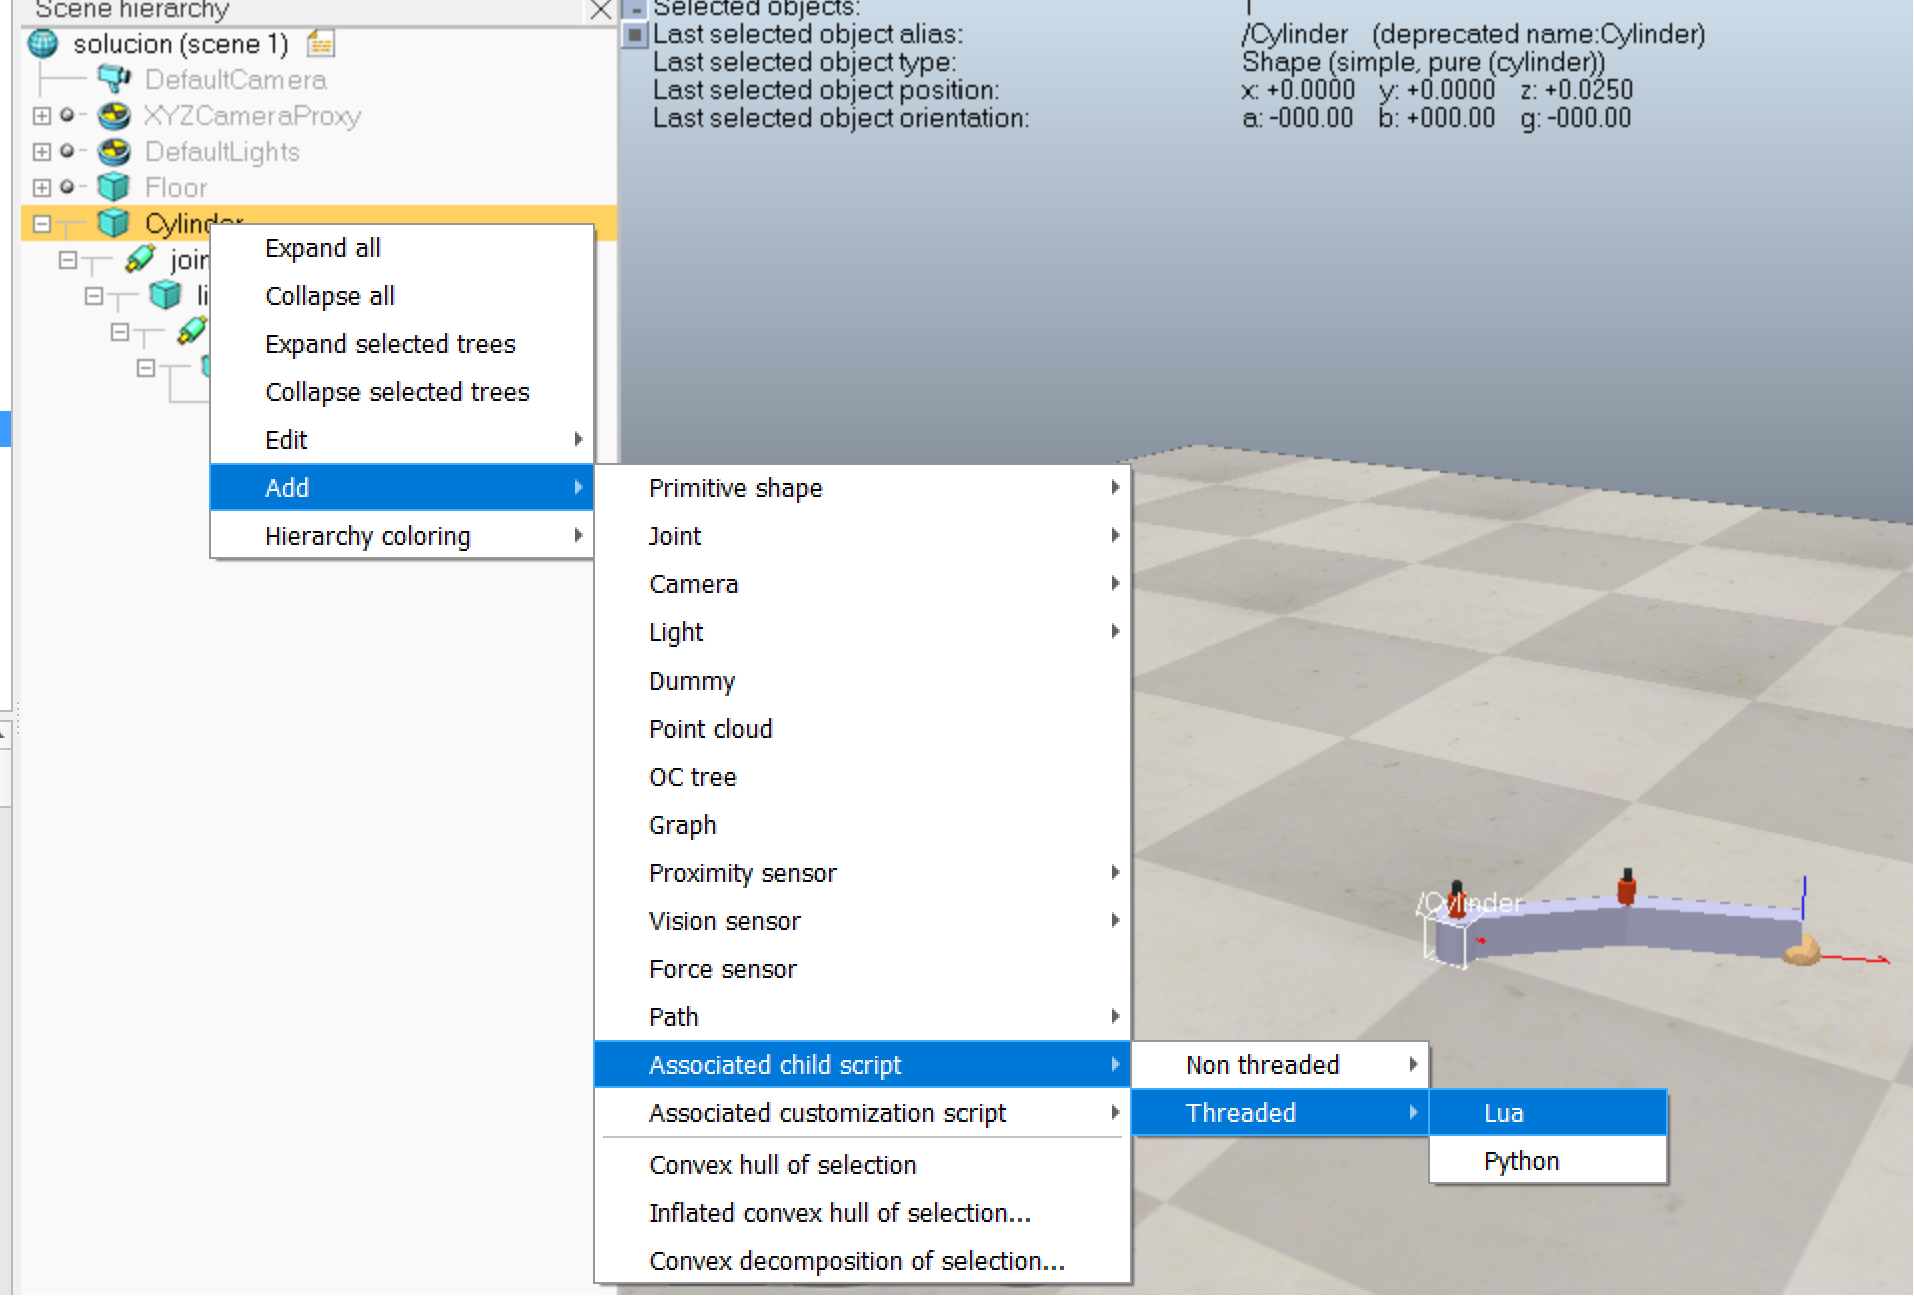 Scene hierarchy
solucion (scene 1)
DefaultCamera
XYZCameraProxy
DefaultLights
Floor
Cylinder
Selected objects: 1
Last selected object alias: /Cylinder (deprecated name:Cylinder)
Last selected object type: Shape (simple, pure (cylinder))
Last selected object position: x: +0.0000 y: +0.0000 z: +0.0250
Last selected object orientation: a: -000.00 b: +000.00 g: -000.00
Expand all
Collapse all
Expand selected trees
Collapse selected trees
Edit
Add
Hierarchy coloring
Primitive shape
Joint
Camera
Light
Dummy
Point cloud
OC tree
Graph
Proximity sensor
Vision sensor
Force sensor
Path
Associated child script
Associated customization script
Convex hull of selection
Inflated convex hull of selection...
Convex decomposition of selection...
Non threaded
Threaded
Lua
Python
/Cylinder